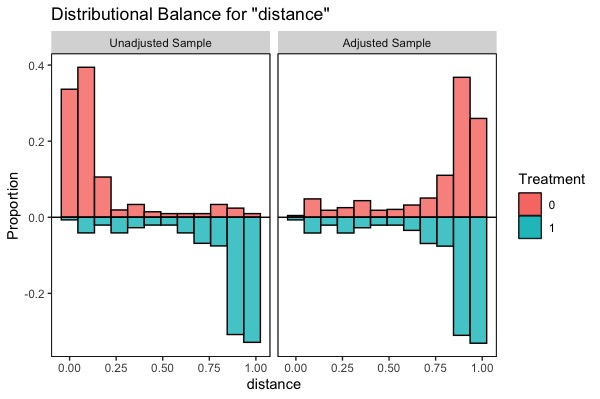 Distributional Balance for "distance"
Unadjusted Sample
Adjusted Sample
0.4
0.2
0.0
-0.2
Proportion
0.00 0.25 0.50 0.75 1.00
0.00 0.25 0.50 0.75 1.00
distance
Treatment
0
1